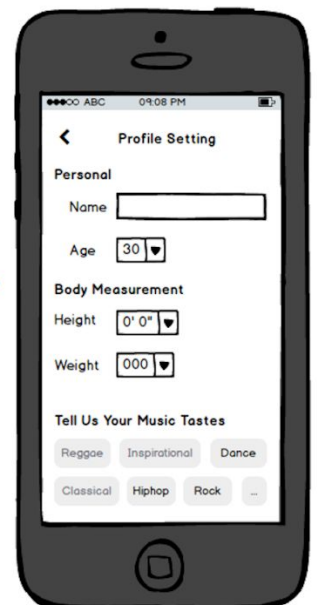 ABC 09:08 PM
Profile Setting
Personal
Name
Age 30
Body Measurement
Height 0' 0"
Weight 000
Tell Us Your Music Tastes
Reggae Inspirational Dance
Classical Hiphop Rock ...